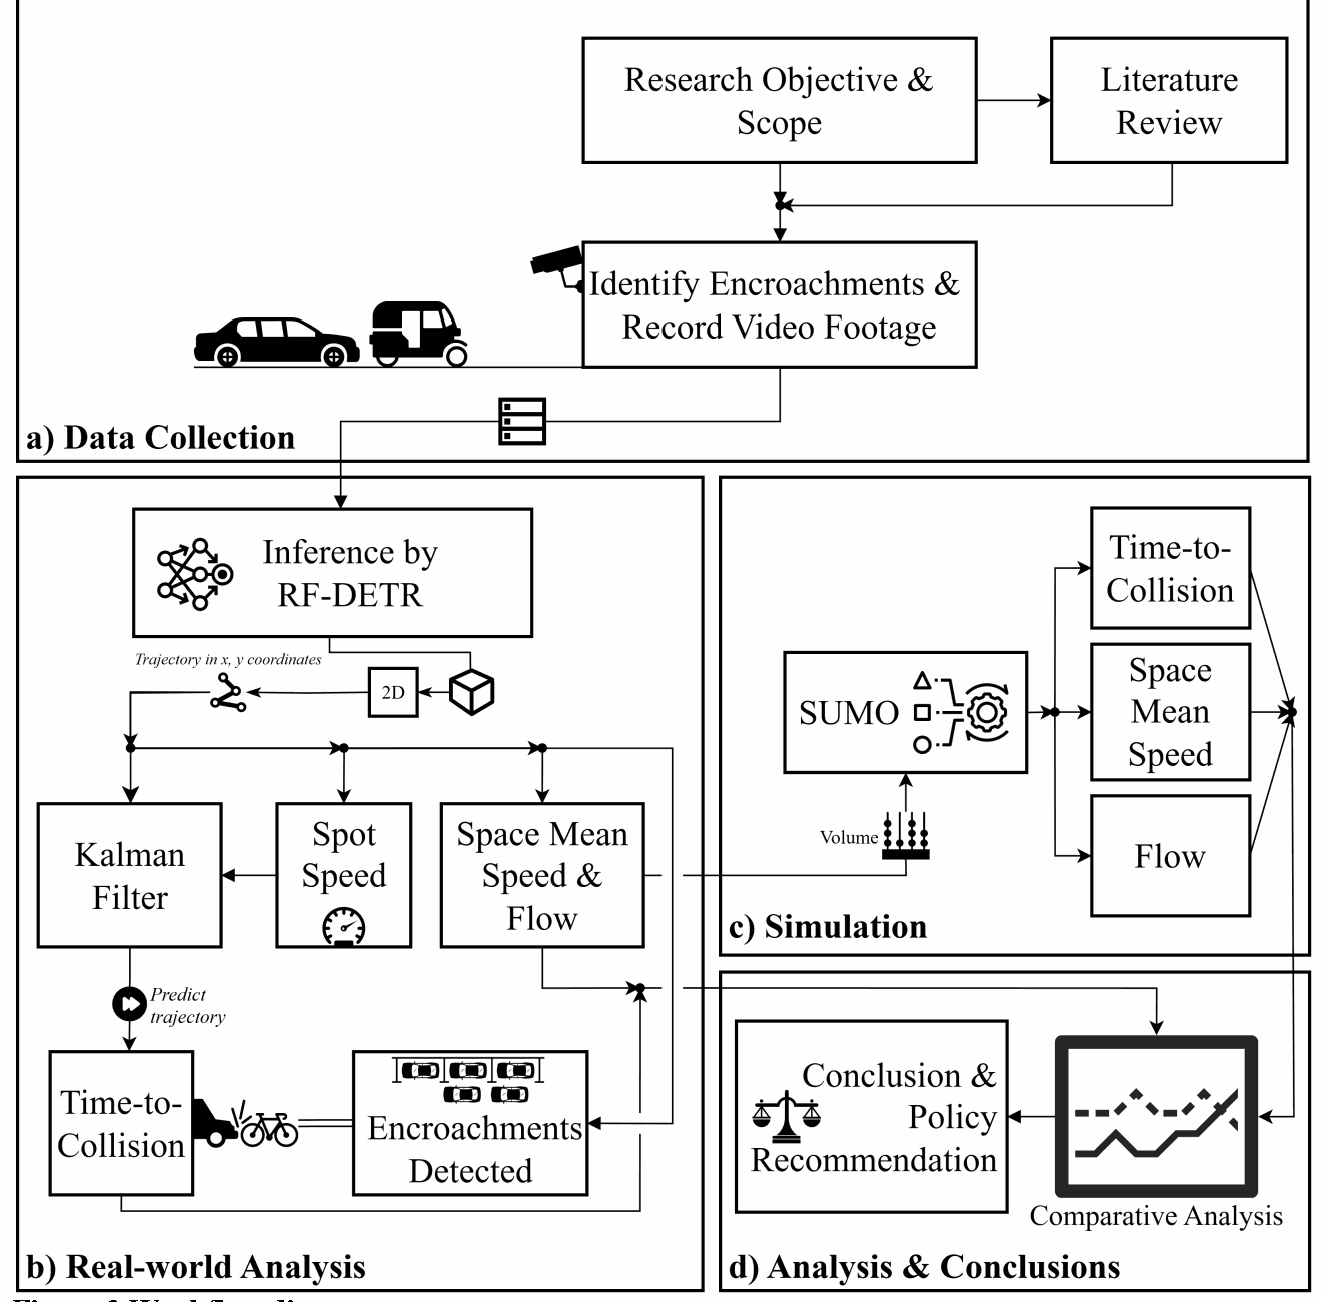 Research Objective &
Scope
Literature
Review
Identify Encroachments &
Record Video Footage
a) Data Collection
Inference by
RF-DETR
Trajectory in x, y coordinates
2D
Kalman
Filter
Spot
Speed
Space Mean
Speed &
Flow
Predict
trajectory
Time-to-
Collision
Encroachments
Detected
b) Real-world Analysis
SUMO
Volume
Time-to-
Collision
Space
Mean
Speed
Flow
c) Simulation
Conclusion &
Policy
Recommendation
Comparative Analysis
d) Analysis & Conclusions